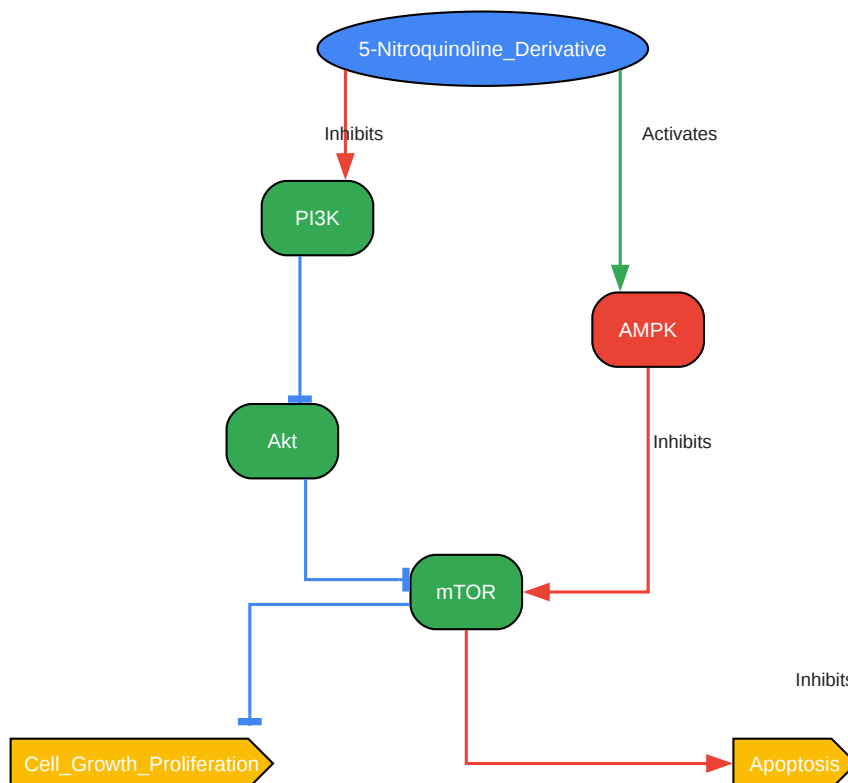 5-Nitroquinoline_Derivative
Inhibits
Activates
PI3K
AMPK
Akt
Inhibits
mTOR
Inhibits
Cell_Growth_Proliferation
Apoptosis